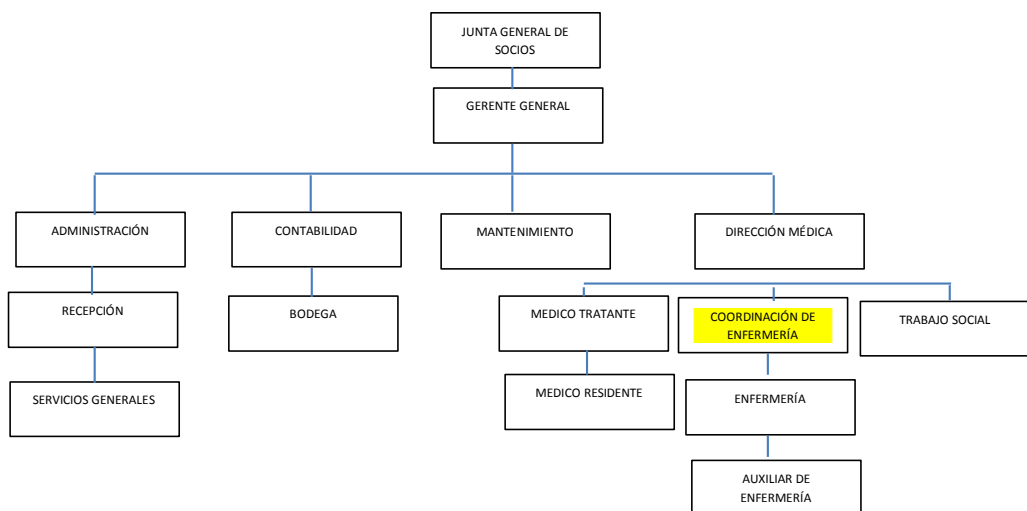 JUNTA GENERAL DE
SOCIOS
GERENTE GENERAL
ADMINISTRACIÓN
CONTABILIDAD
MANTENIMIENTO
DIRECCIÓN MÉDICA
RECEPCIÓN
BODEGA
MEDICO TRATANTE
COORDINACIÓN DE
ENFERMERÍA
TRABAJO SOCIAL
SERVICIOS GENERALES
MEDICO RESIDENTE
ENFERMERÍA
AUXILIAR DE
ENFERMERÍA